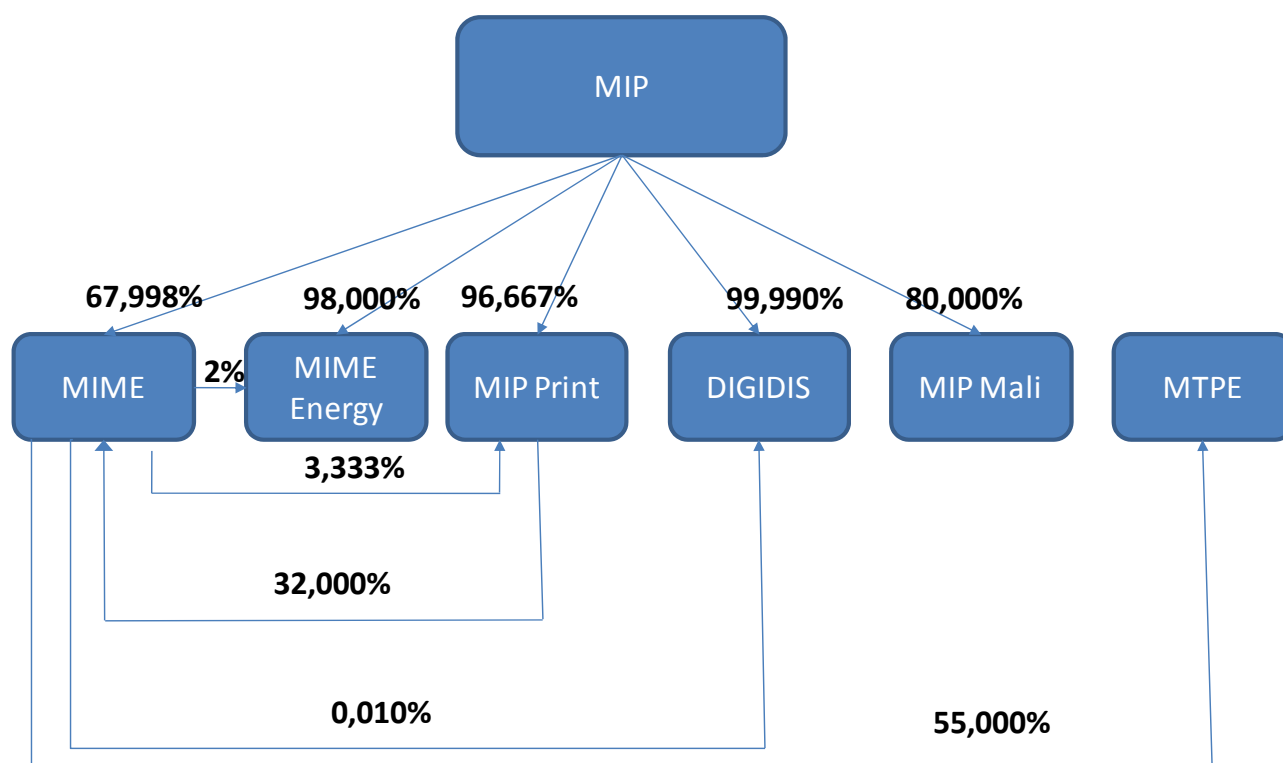 MIP
67,998%
98,000%
96,667%
99,990%
80,000%
MIME
2%
MIME
Energy
MIP Print
DIGIDIS
MIP Mali
MTPE
3,333%
32,000%
0,010%
55,000%